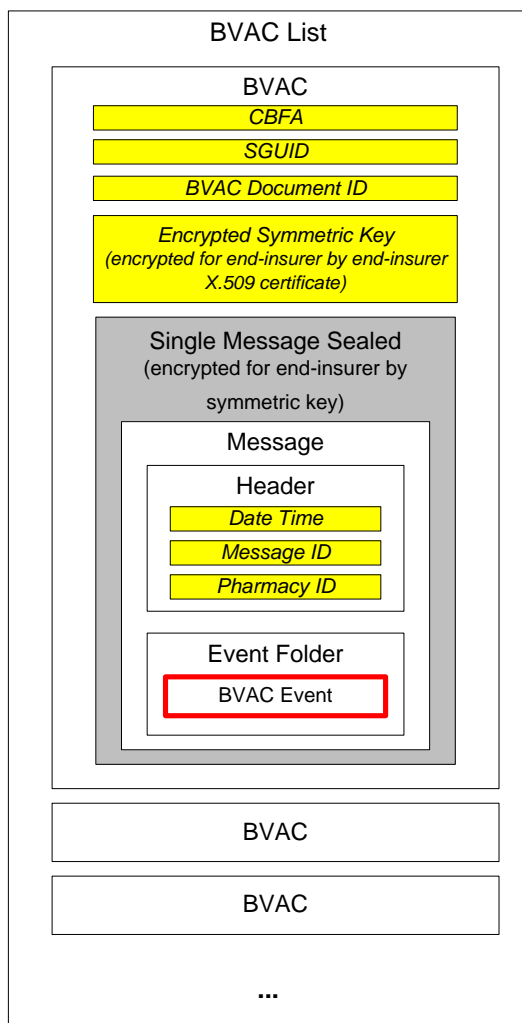 BVAC List
BVAC
CBFA
SGUID
BVAC Document ID
Encrypted Symmetric Key
(encrypted for end-insurer by end-insurer
X.509 certificate)
Single Message Sealed
(encrypted for end-insurer by
symmetric key)
Message
Header
Date Time
Message ID
Pharmacy ID
Event Folder
BVAC Event
BVAC
BVAC
...